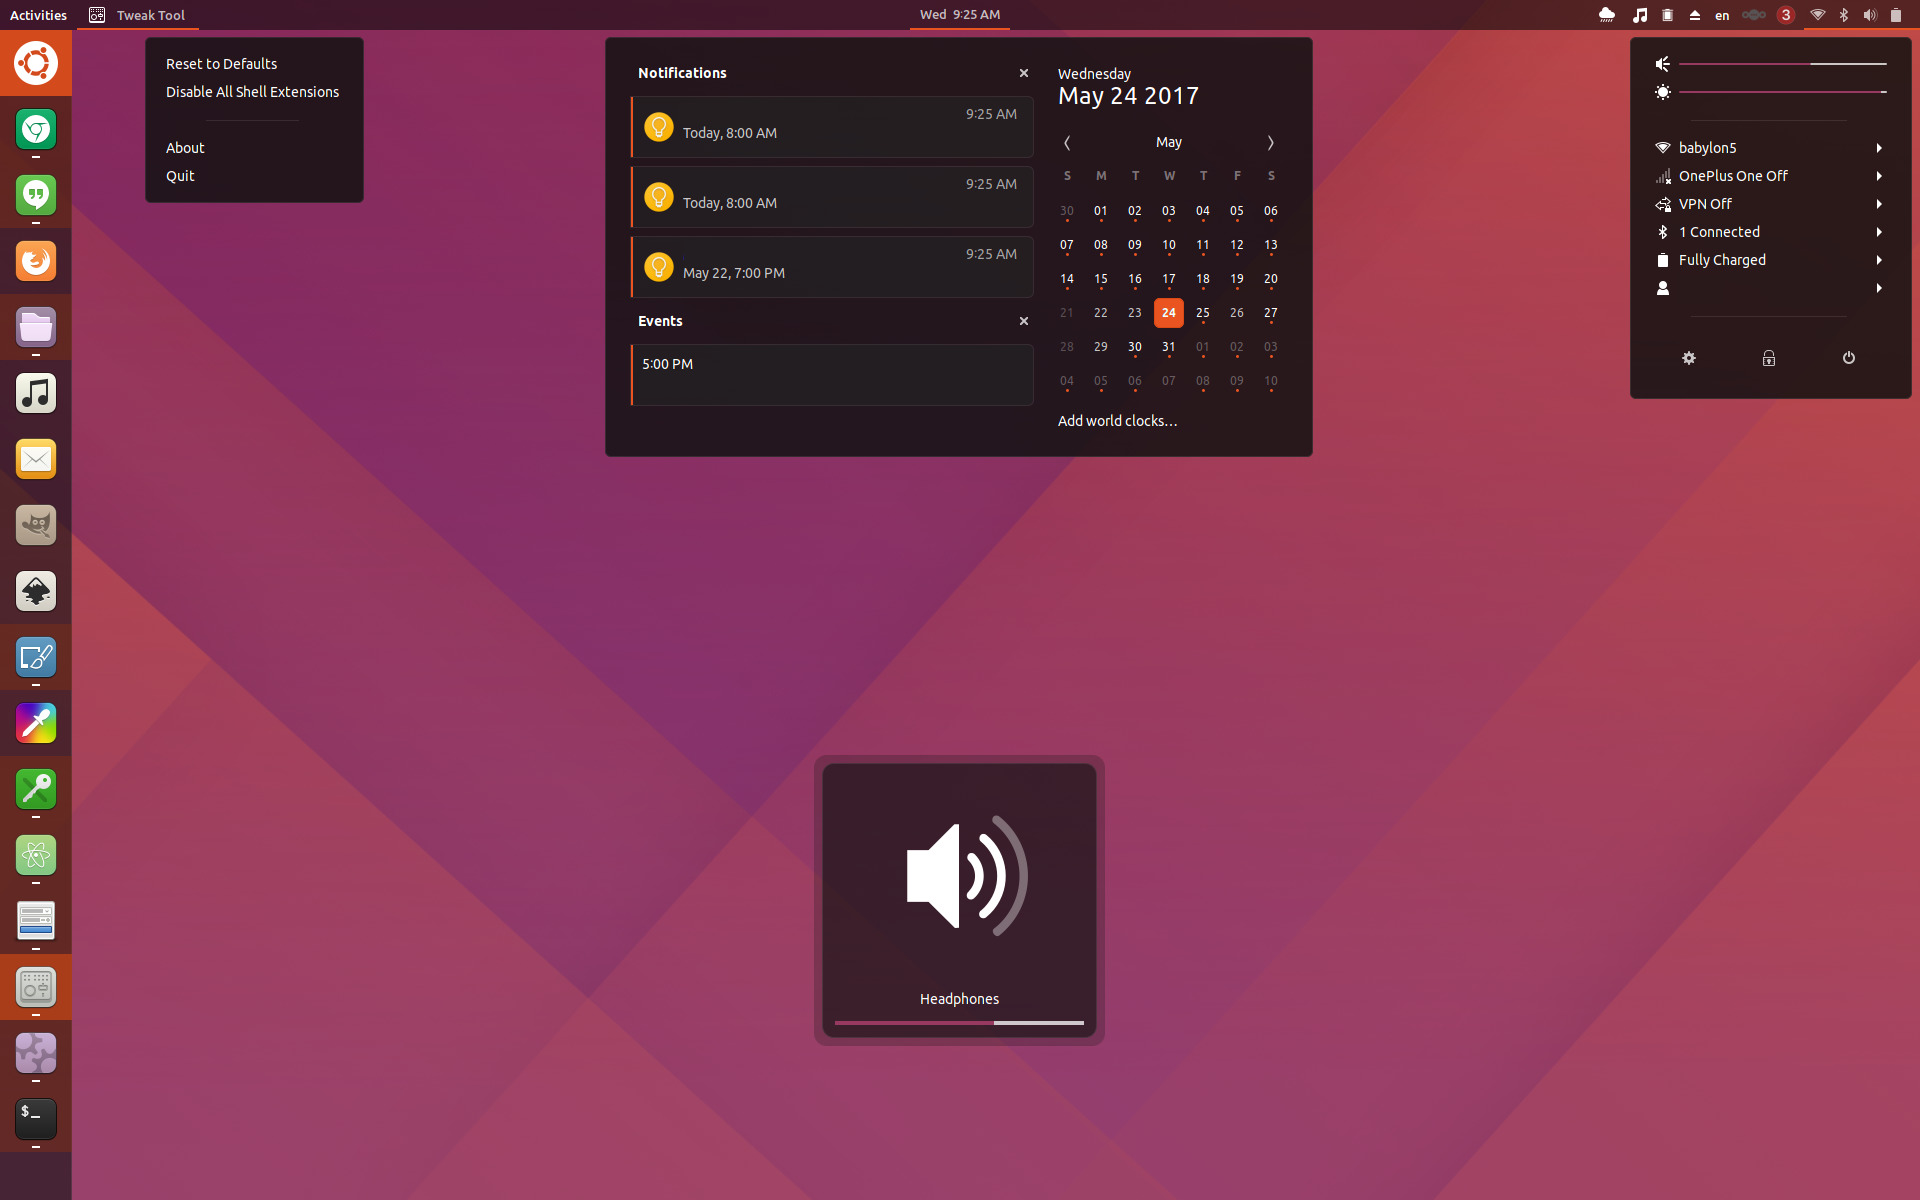 Activities
Tweak Tool
Wed 9:25 AM
en
3
Reset to Defaults
Disable All Shell Extensions
About
Quit
Notifications
9:25 AM
Today, 8:00 AM
9:25 AM
Today, 8:00 AM
9:25 AM
May 22, 7:00 PM
Events
5:00 PM
Wednesday
May 24 2017
May
S M T W T F S
30 01 02 03 04 05 06
07 08 09 10 11 12 13
14 15 16 17 18 19 20
21 22 23 24 25 26 27
28 29 30 31 01 02 03
04 05 06 07 08 09 10
Add world clocks…
babylon5
OnePlus One Off
VPN Off
1 Connected
Fully Charged
Headphones
$_